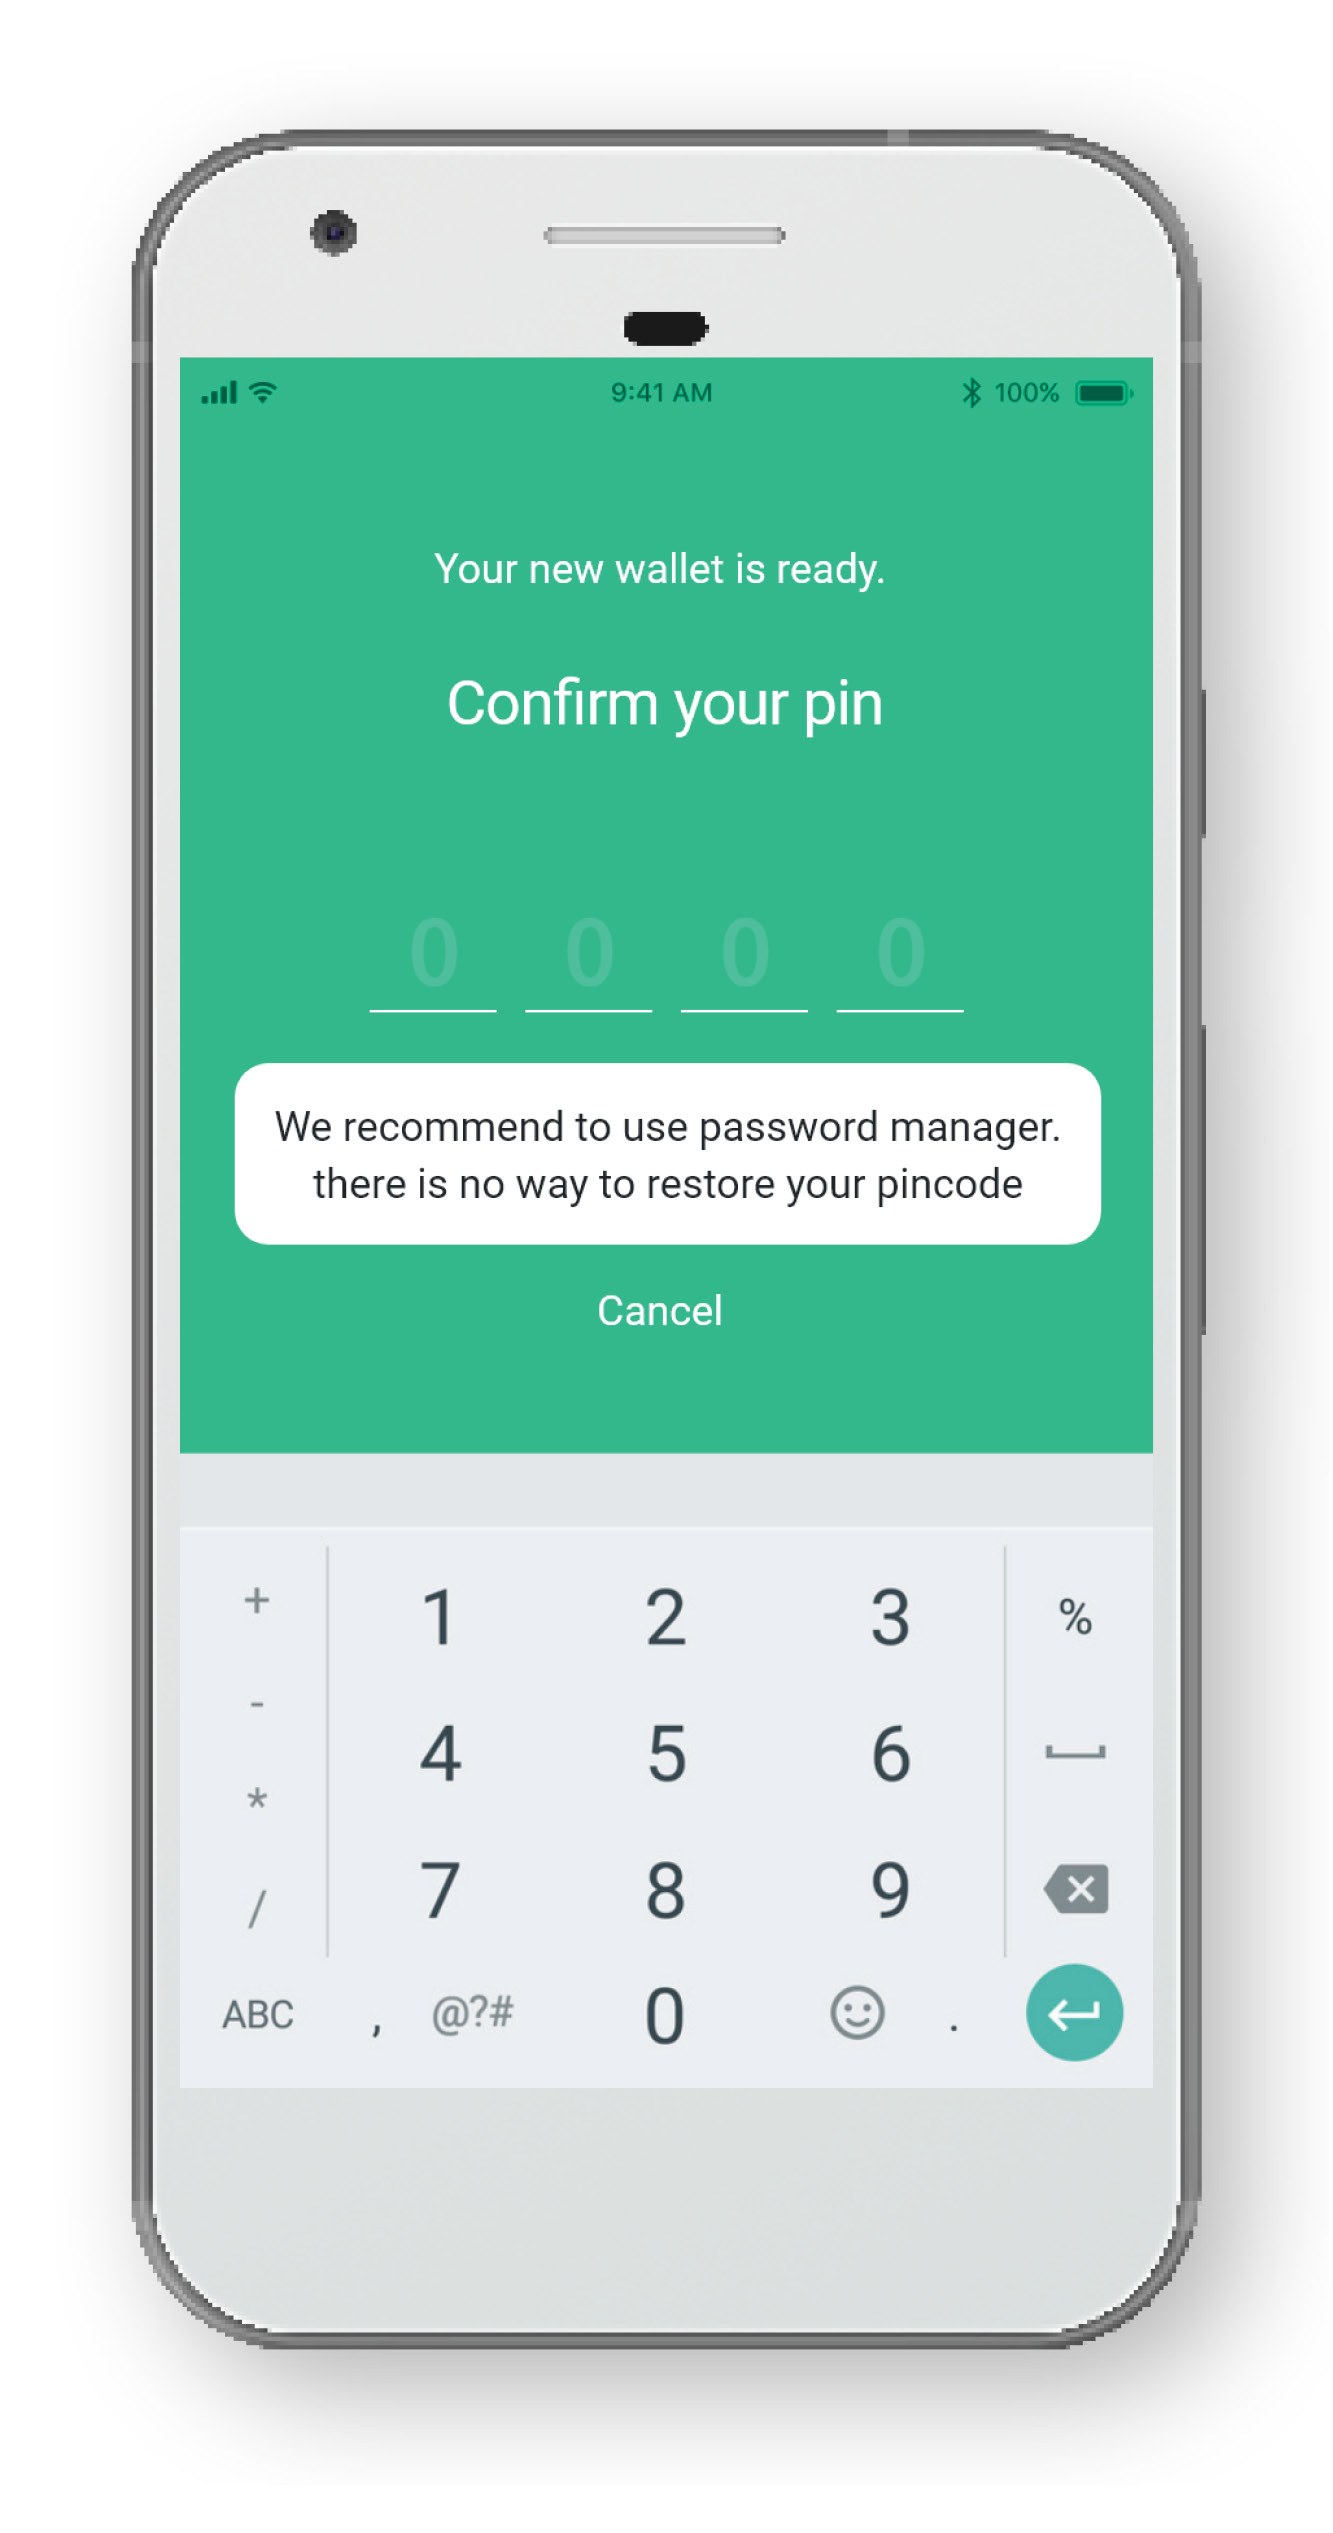 9:41 AM 100%
Your new wallet is ready.
Confirm your pin
0 0 0 0
We recommend to use password manager.
there is no way to restore your pincode
Cancel
+ 1 2 3 %
- 4 5 6
* 7 8 9
/
ABC , @?# 0 .